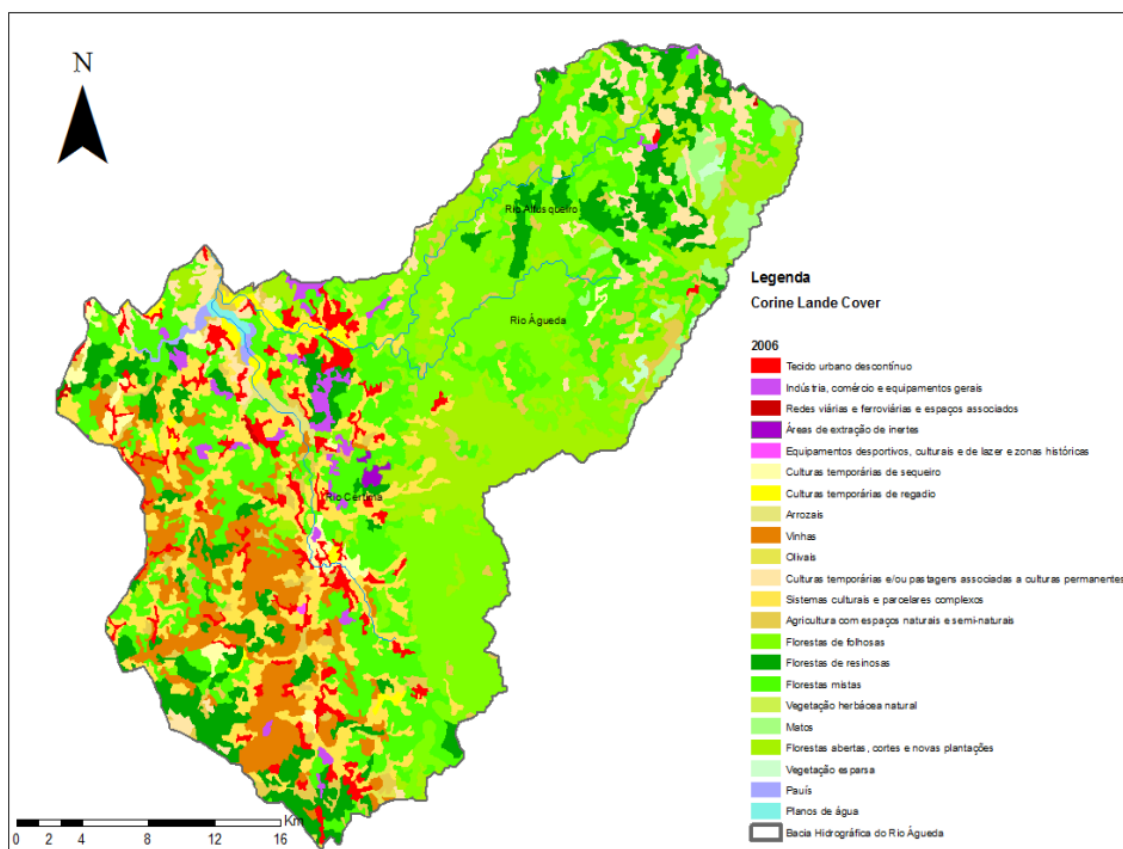 N
Rio Alfusqueiro
Rio Águeda
Rio Cértima
Legenda
Corine Lande Cover
2006
Tecido urbano descontínuo
Indústria, comércio e equipamentos gerais
Redes viárias e ferroviárias e espaços associados
Áreas de extração de inertes
Equipamentos desportivos, culturais e de lazer e zonas históricas
Culturas temporárias de sequeiro
Culturas temporárias de regadio
Arrozais
Vinhas
Olivais
Culturas temporárias e/ou pastagens associadas a culturas permanentes
Sistemas culturais e parcelares complexos
Agricultura com espaços naturais e semi-naturais
Florestas de folhosas
Florestas de resinosas
Florestas mistas
Vegetação herbácea natural
Matos
Florestas abertas, cortes e novas plantações
Vegetação esparsa
Pauís
Planos de água
Bacia Hidrográfica do Rio Águeda
Km
0 2 4 8 12 16